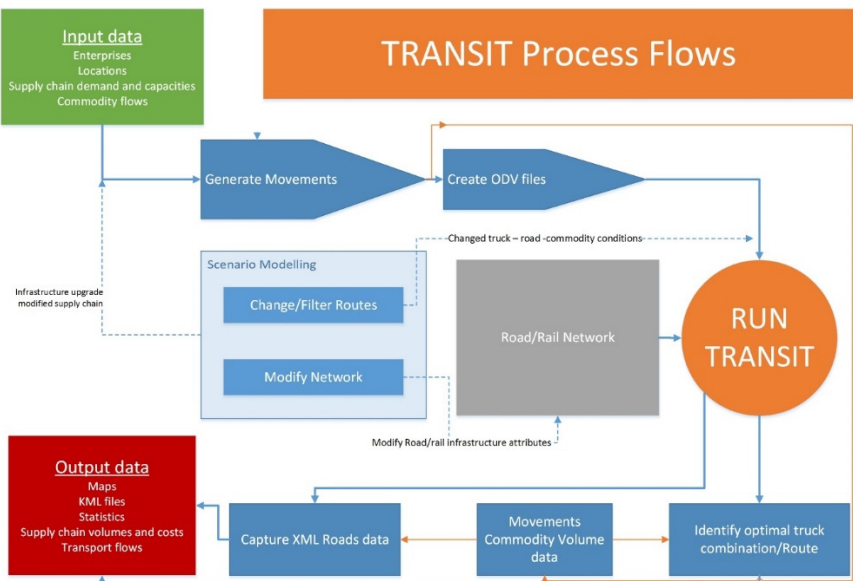 Input data
Enterprises
Locations
Supply chain demand and capacities
Commodity flows
TRANSIT Process Flows
Generate Movements
Create ODV files
Changed truck – road -commodity conditions
Scenario Modelling
Infrastructure upgrade
modified supply chain
Change/Filter Routes
Road/Rail Network
RUN
TRANSIT
Modify Network
Modify Road/rail infrastructure attributes
Output data
Maps
KML files
Statistics
Supply chain volumes and costs
Transport flows
Capture XML Roads data
Movements
Commodity Volume
data
Identify optimal truck
combination/Route